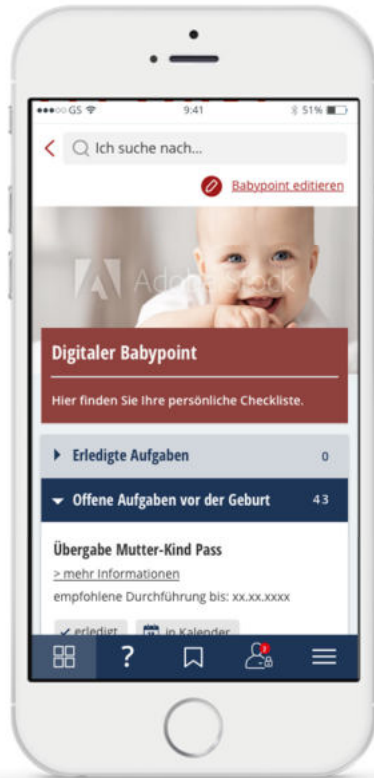 GS 9:41 51%
Ich suche nach...
Babypoint editieren
Adobe Stock
Digitaler Babypoint
Hier finden Sie Ihre persönliche Checkliste.
Erledigte Aufgaben 0
Offene Aufgaben vor der Geburt 43
Übergabe Mutter-Kind Pass
> mehr Informationen
empfohlene Durchführung bis: xx.xx.xxxx
erledigt in Kalender
?